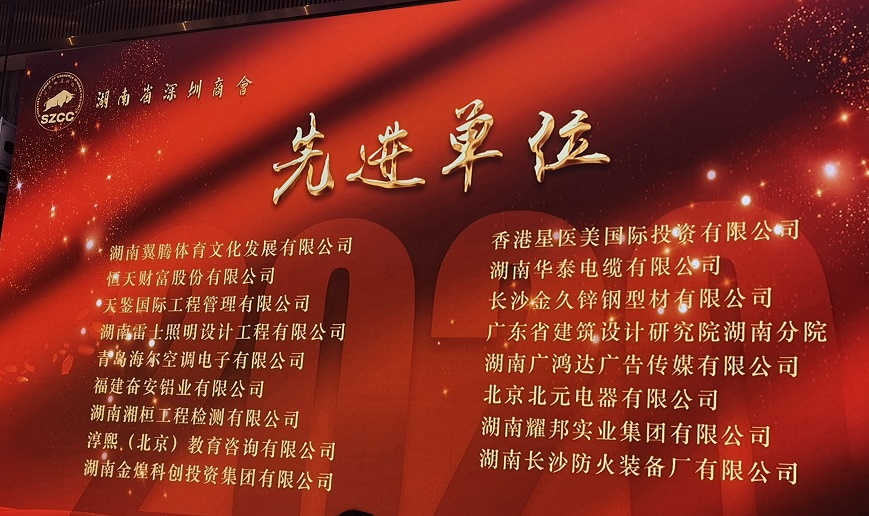 SZCC
湖南省深圳商會
先进单位
2020
湖南翼腾体育文化发展有限公司
恒天财富股份有限公司
天鉴国际工程管理有限公司
湖南雷士照明设计工程有限公司
青岛海尔空调电子有限公司
福建奋安铝业有限公司
湖南湘桓工程检测有限公司
淳熙（北京）教育咨询有限公司
湖南金煌科创投资集团有限公司
香港星医美国际投资有限公司
湖南华泰电缆有限公司
长沙金久锌钢型材有限公司
广东省建筑设计研究院湖南分院
湖南广鸿达广告传媒有限公司
北京北元电器有限公司
湖南耀邦实业集团有限公司
湖南长沙防火装备厂有限公司